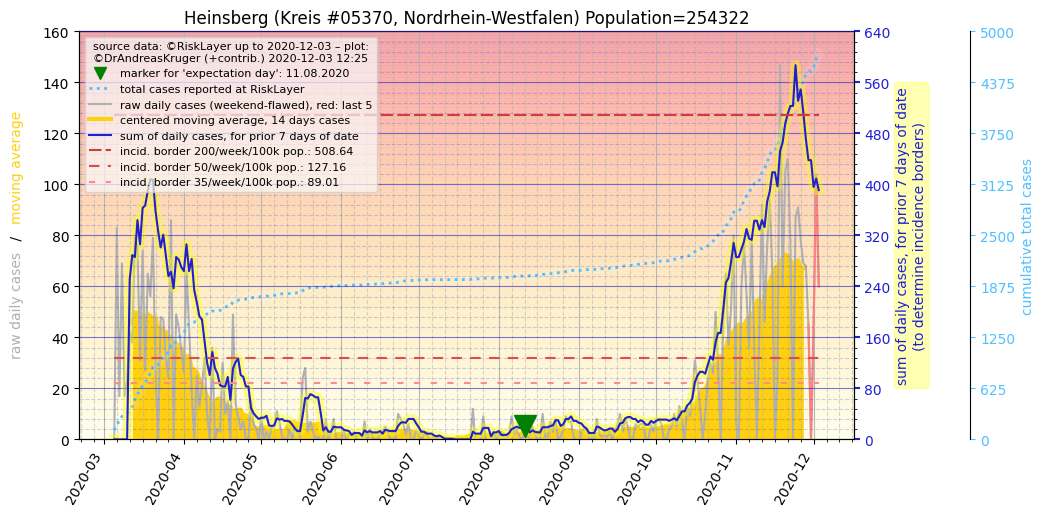 Heinsberg (Kreis #05370, Nordrhein-Westfalen) Population=254322
source data: ©RiskLayer up to 2020-12-03 – plot:
©DrAndreasKruger (+contrib.) 2020-12-03 12:25
marker for 'expectation day': 11.08.2020
total cases reported at RiskLayer
raw daily cases (weekend-flawed), red: last 5
centered moving average, 14 days cases
sum of daily cases, for prior 7 days of date
incid. border 200/week/100k pop.: 508.64
incid. border 50/week/100k pop.: 127.16
incid. border 35/week/100k pop.: 89.01
raw daily cases / moving average
160
140
120
100
80
60
40
20
0
2020-03
2020-04
2020-05
2020-06
2020-07
2020-08
2020-09
2020-10
2020-11
2020-12
640
560
480
400
320
240
160
80
0
sum of daily cases, for prior 7 days of date
(to determine incidence borders)
5000
4375
3750
3125
2500
1875
1250
625
0
cumulative total cases